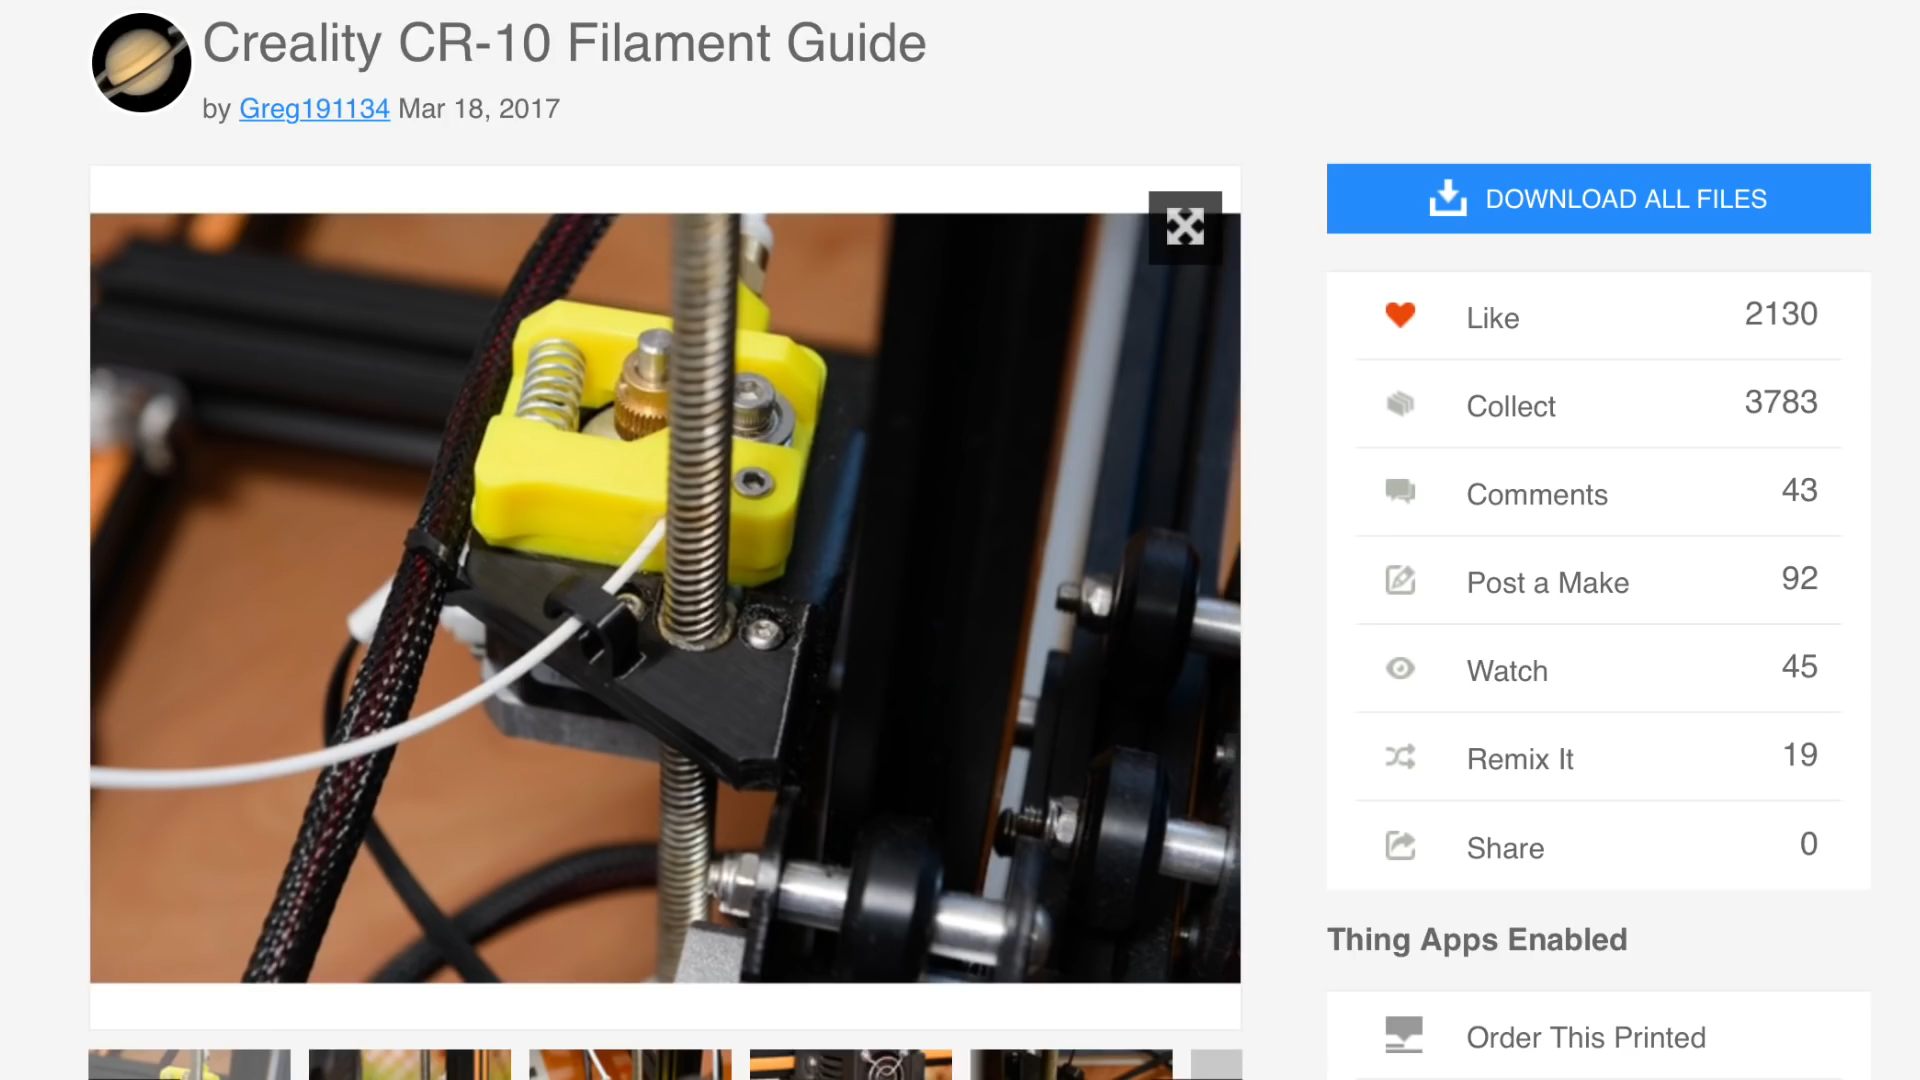 Creality CR-10 Filament Guide
by Greg191134 Mar 18, 2017
DOWNLOAD ALL FILES
Like 2130
Collect 3783
Comments 43
Post a Make 92
Watch 45
Remix It 19
Share 0
Thing Apps Enabled
Order This Printed